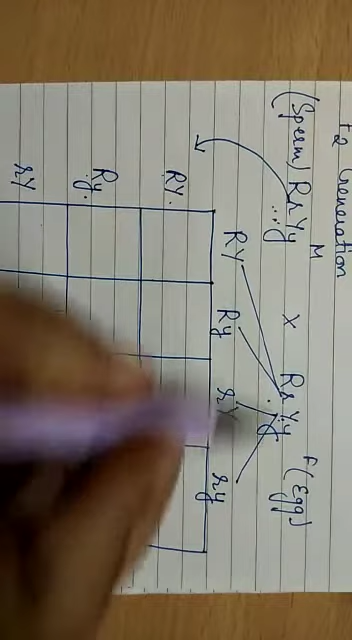 F2 Generation
M F (Egg)
(Sperm) RrYy X RrYy
RY Ry rY ry
RY.
Ry.
rY